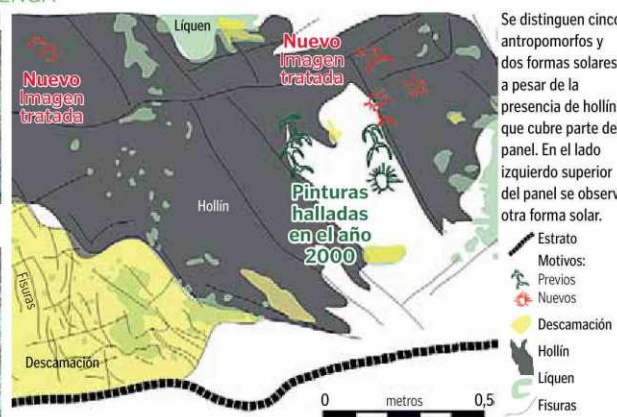 Líquen
Nuevo
Imagen
tratada
Nuevo
Imagen
tratada
Pinturas
halladas
en el año
2000
Hollín
Fisuras
Descamación
0 metros 0,5
Se distinguen cinco
antropomorfos y
dos formas solares
a pesar de la
presencia de hollín
que cubre parte de
panel. En el lado
izquierdo superior
del panel se observ
otra forma solar.
Estrato
Motivos:
Previos
Nuevos
Descamación
Hollín
Líquen
Fisuras